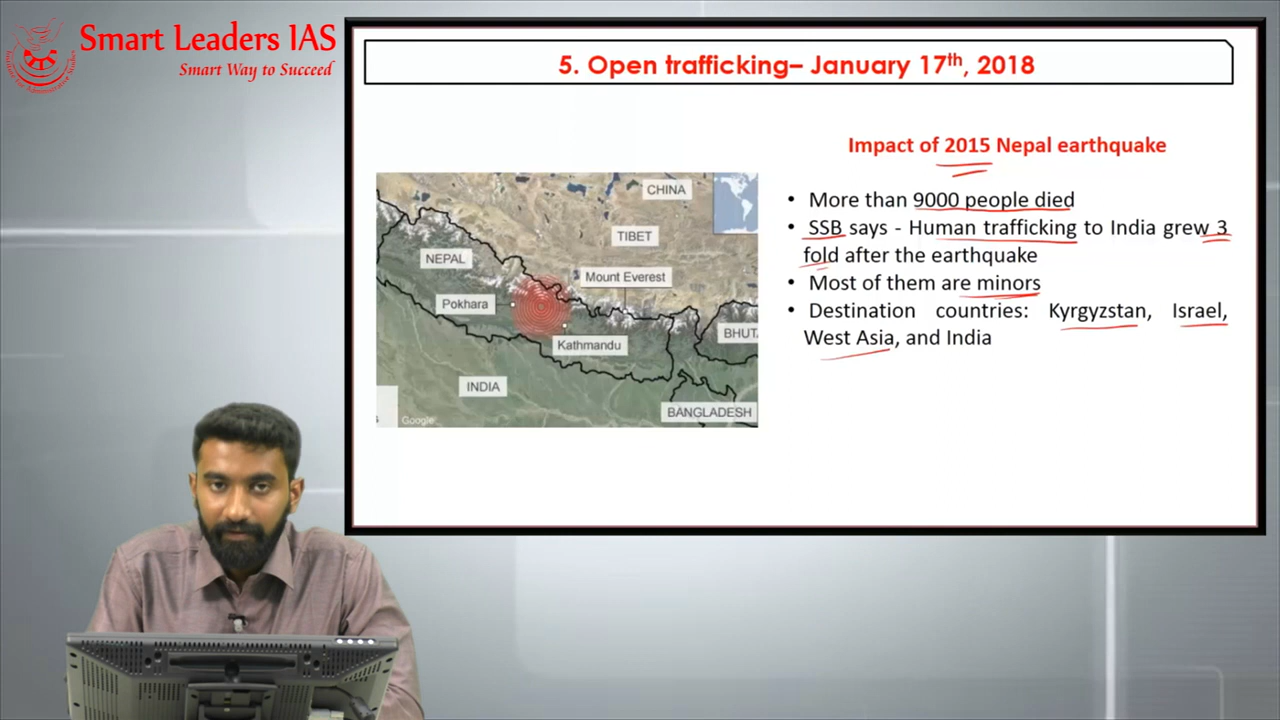 Smart Leaders IAS
Smart Way to Succeed
5. Open trafficking– January 17th, 2018
Impact of 2015 Nepal earthquake
• More than 9000 people died
• SSB says - Human trafficking to India grew 3
fold after the earthquake
• Most of them are minors
• Destination countries: Kyrgyzstan, Israel,
West Asia, and India
CHINA
TIBET
NEPAL
Mount Everest
Pokhara
BHUT
Kathmandu
INDIA
BANGLADESH
Google